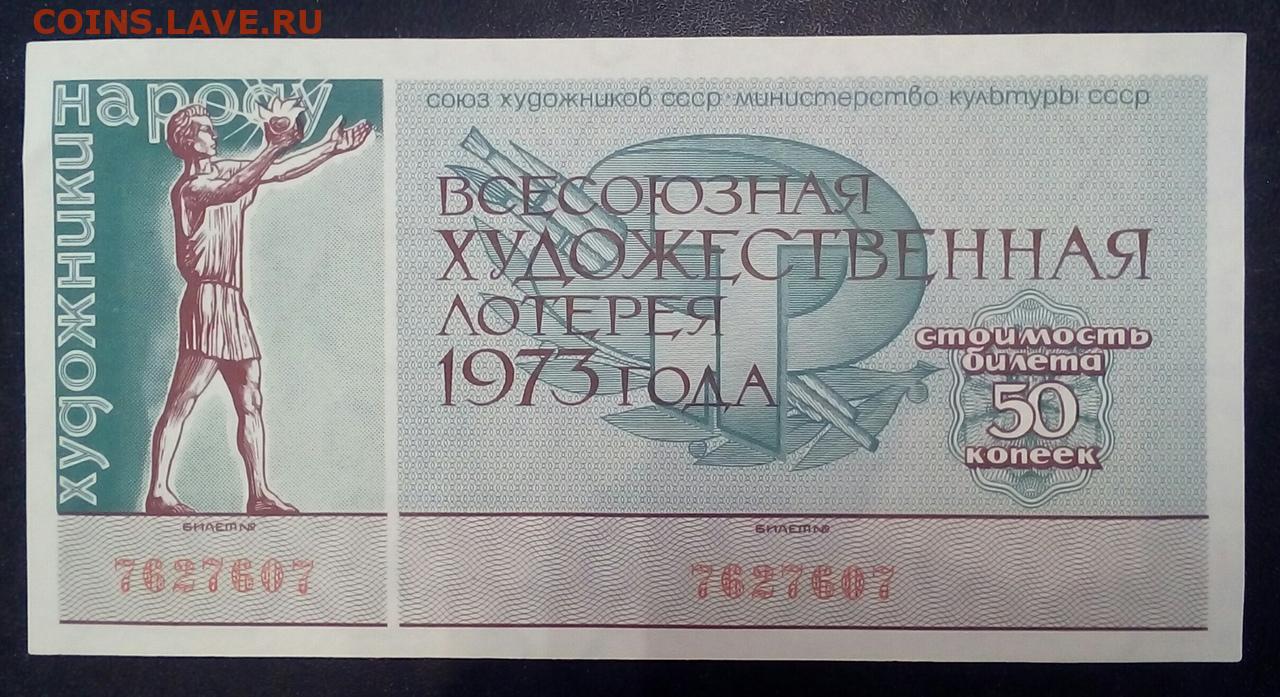 COINS.LAVE.RU
художники народу
союз художников ссср·министерство культуры ссср
ВСЕСОЮЗНАЯ
ХУДОЖЕСТВЕННАЯ
ЛОТЕРЕЯ
1973 ГОДА
стоимость
билета
50
копеек
БИЛЕТ №
7627607
БИЛЕТ №
7627607